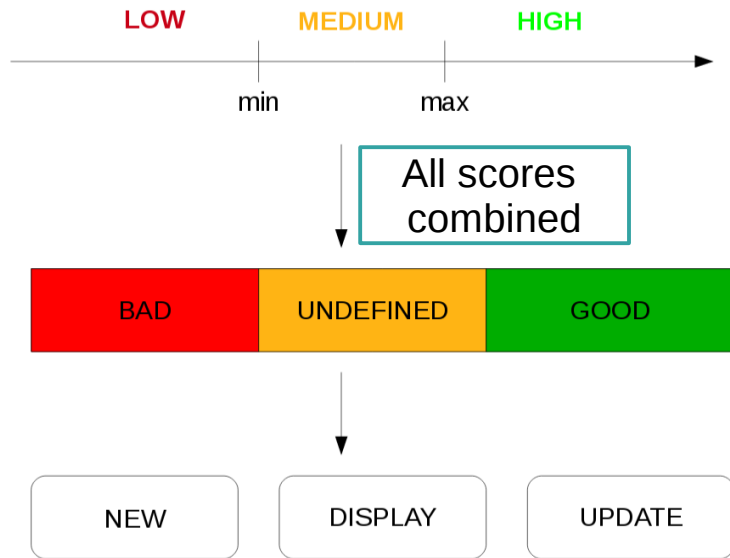 LOW MEDIUM HIGH
min max
All scores
combined
BAD UNDEFINED GOOD
NEW DISPLAY UPDATE